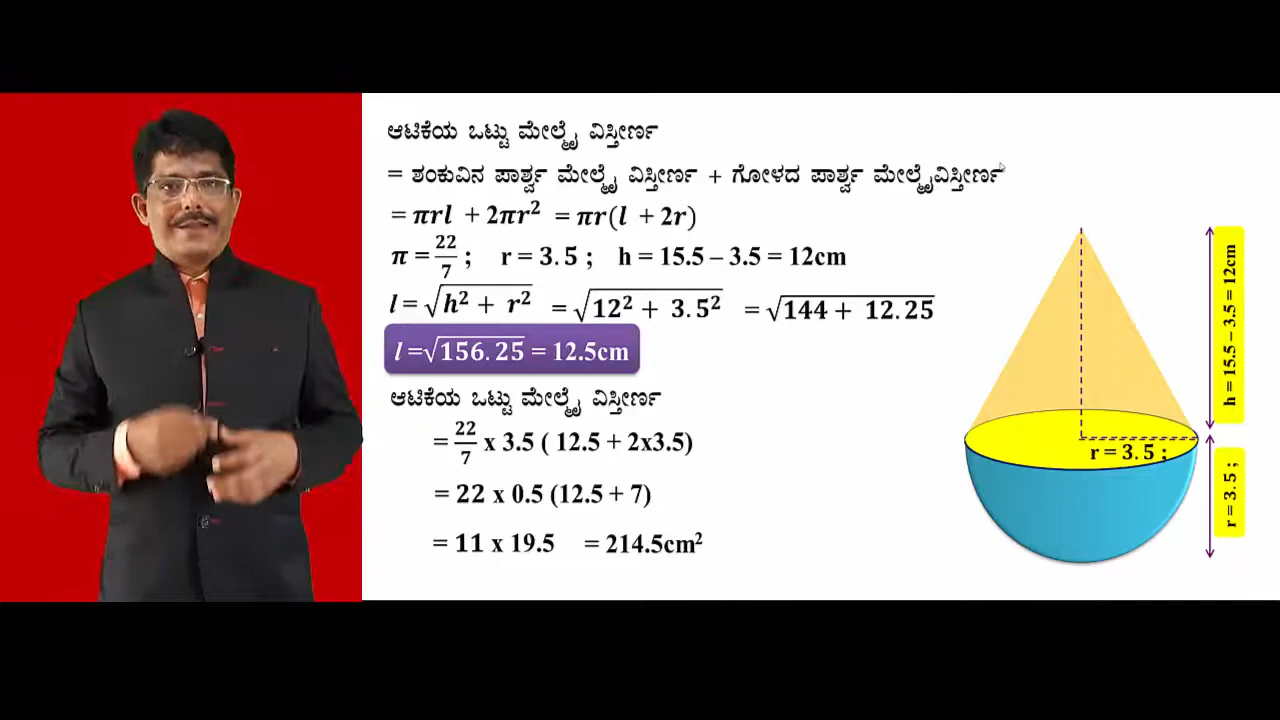 ಆಟಿಕೆಯ ಒಟ್ಟು ಮೇಲ್ಮೈ ವಿಸ್ತೀರ್ಣ
= ಶಂಕುವಿನ ಪಾರ್ಶ್ವ ಮೇಲ್ಮೈ ವಿಸ್ತೀರ್ಣ + ಗೋಳದ ಪಾರ್ಶ್ವ ಮೇಲ್ಮೈವಿಸ್ತೀರ್ಣ
= πrl + 2πr² = πr(l + 2r)
π = 22/7 ; r = 3.5 ; h = 15.5 – 3.5 = 12cm
l = √(h² + r²) = √(12² + 3.5²) = √(144 + 12.25)
l =√156.25 = 12.5cm
ಆಟಿಕೆಯ ಒಟ್ಟು ಮೇಲ್ಮೈ ವಿಸ್ತೀರ್ಣ
= 22/7 x 3.5 ( 12.5 + 2x3.5)
= 22 x 0.5 (12.5 + 7)
= 11 x 19.5 = 214.5cm²
h = 15.5 – 3.5 = 12cm
r = 3.5 ;
r = 3.5 ;